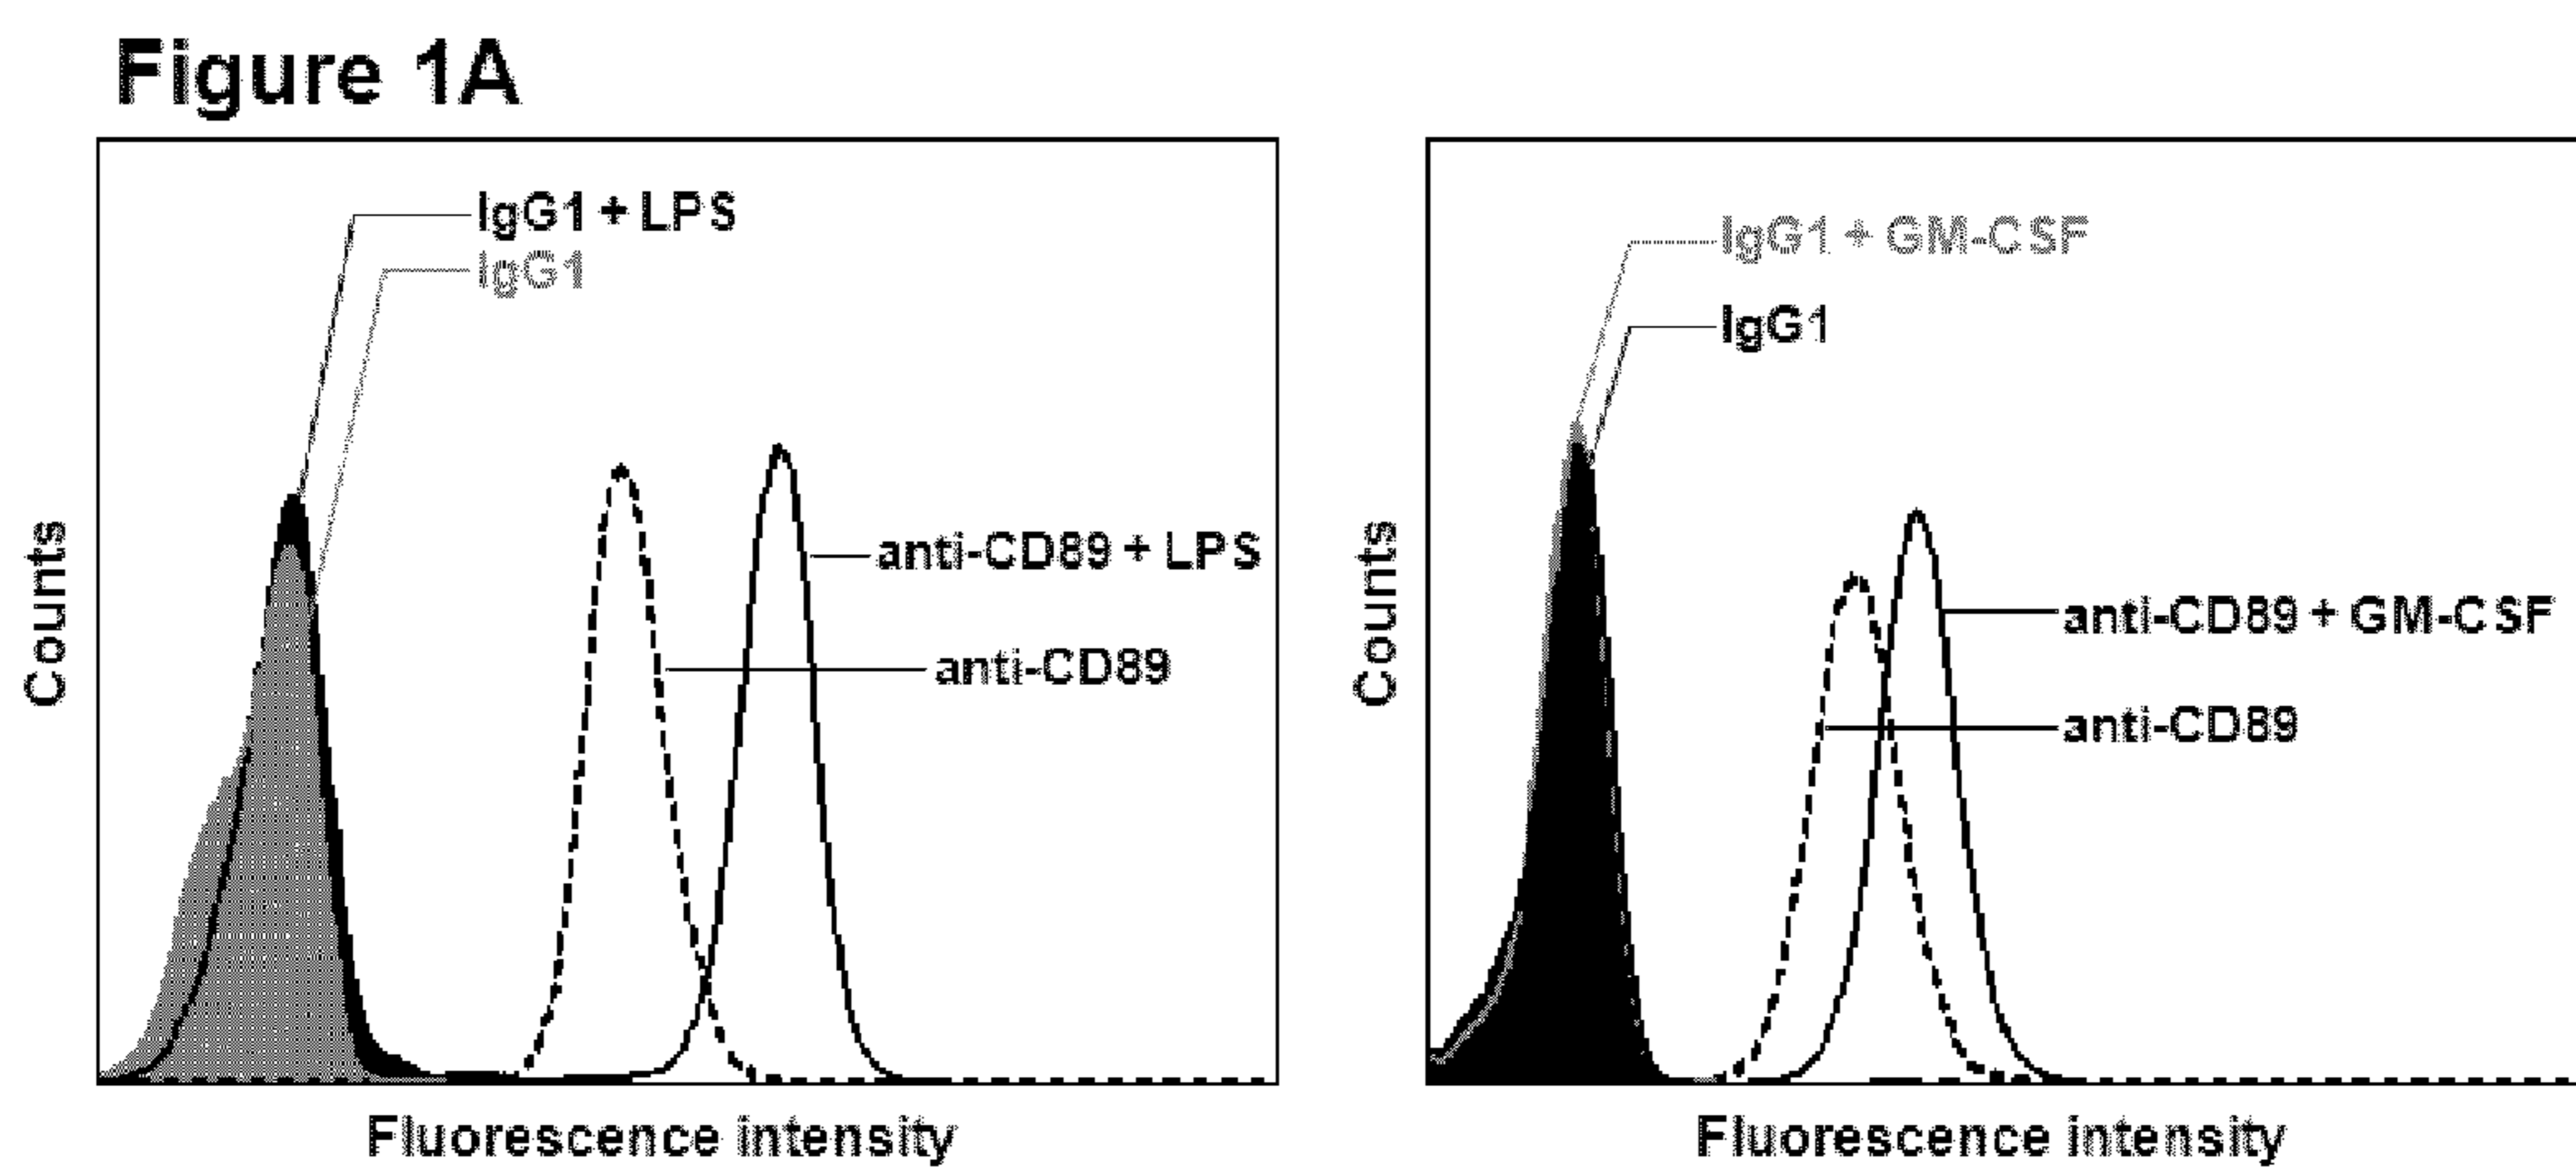 Figure 1A
IgG1 + LPS
IgG1
anti-CD89 + LPS
anti-CD89
Counts
Fluorescence intensity
IgG1 + GM-CSF
IgG1
anti-CD89 + GM-CSF
anti-CD89
Counts
Fluorescence intensity